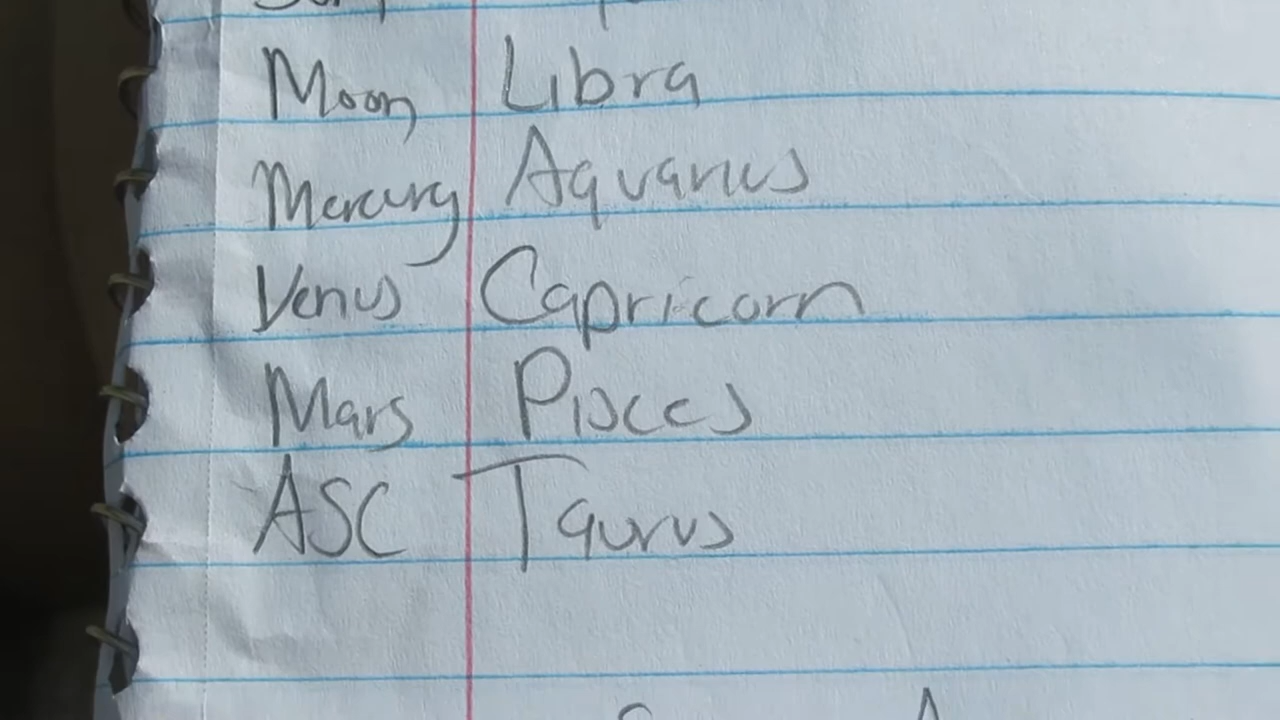 Moon Libra
Mercury Aquarius
Venus Capricorn
Mars Pisces
ASC Taurus